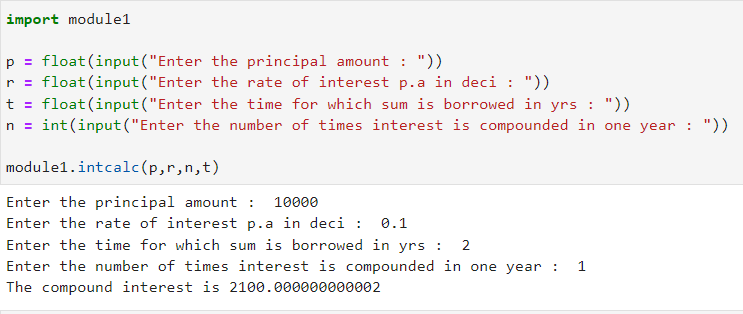 import module1
p = float(input("Enter the principal amount : "))
r = float(input("Enter the rate of interest p.a in deci : "))
t = float(input("Enter the time for which sum is borrowed in yrs : "))
n = int(input("Enter the number of times interest is compounded in one year : "))
module1.intcalc(p,r,n,t)
Enter the principal amount :  10000
Enter the rate of interest p.a in deci :  0.1
Enter the time for which sum is borrowed in yrs :  2
Enter the number of times interest is compounded in one year :  1
The compound interest is 2100.000000000002